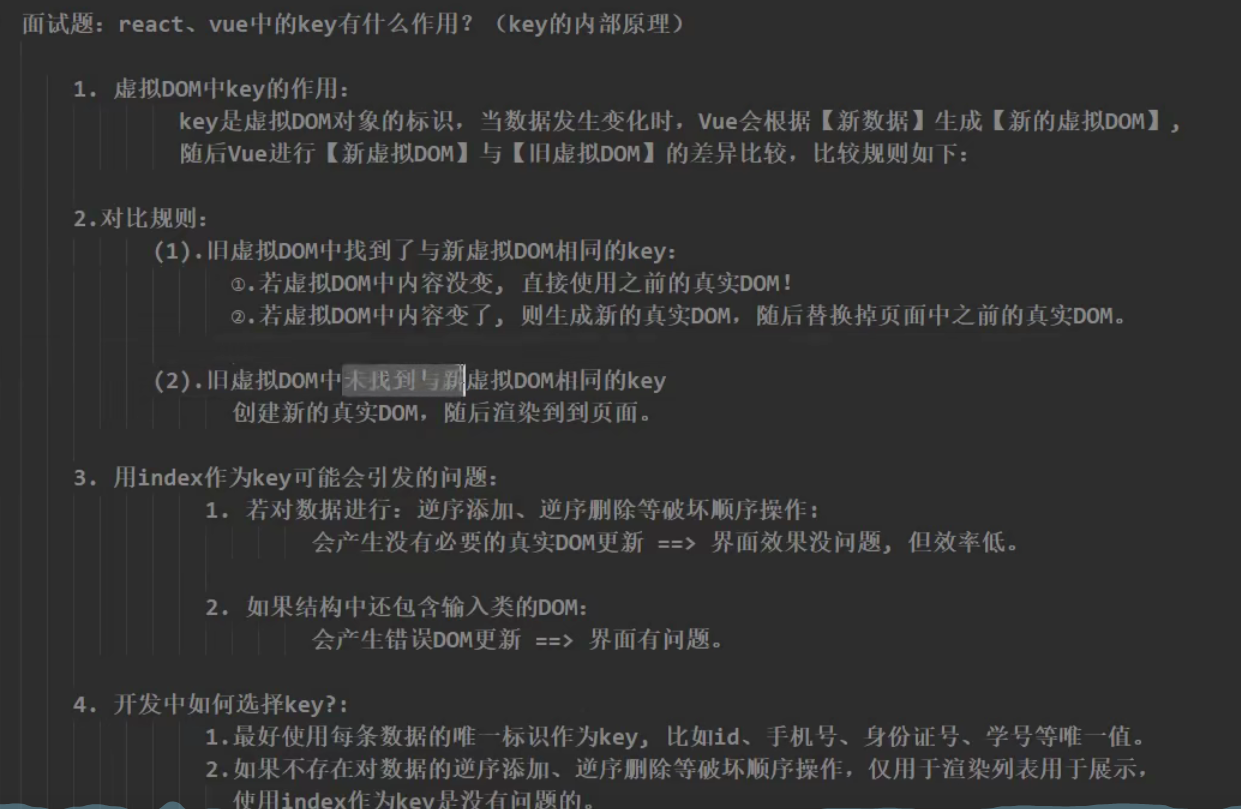 面试题：react、vue中的key有什么作用？（key的内部原理）
1. 虚拟DOM中key的作用：
key是虚拟DOM对象的标识，当数据发生变化时，Vue会根据【新数据】生成【新的虚拟DOM】,
随后Vue进行【新虚拟DOM】与【旧虚拟DOM】的差异比较，比较规则如下：
2.对比规则：
(1).旧虚拟DOM中找到了与新虚拟DOM相同的key：
①.若虚拟DOM中内容没变, 直接使用之前的真实DOM！
②.若虚拟DOM中内容变了, 则生成新的真实DOM，随后替换掉页面中之前的真实DOM。
(2).旧虚拟DOM中未找到与新虚拟DOM相同的key
创建新的真实DOM，随后渲染到到页面。
3. 用index作为key可能会引发的问题：
1. 若对数据进行：逆序添加、逆序删除等破坏顺序操作:
会产生没有必要的真实DOM更新 ==> 界面效果没问题, 但效率低。
2. 如果结构中还包含输入类的DOM：
会产生错误DOM更新 ==> 界面有问题。
4. 开发中如何选择key?:
1.最好使用每条数据的唯一标识作为key, 比如id、手机号、身份证号、学号等唯一值。
2.如果不存在对数据的逆序添加、逆序删除等破坏顺序操作，仅用于渲染列表用于展示，
使用index作为key是没有问题的。